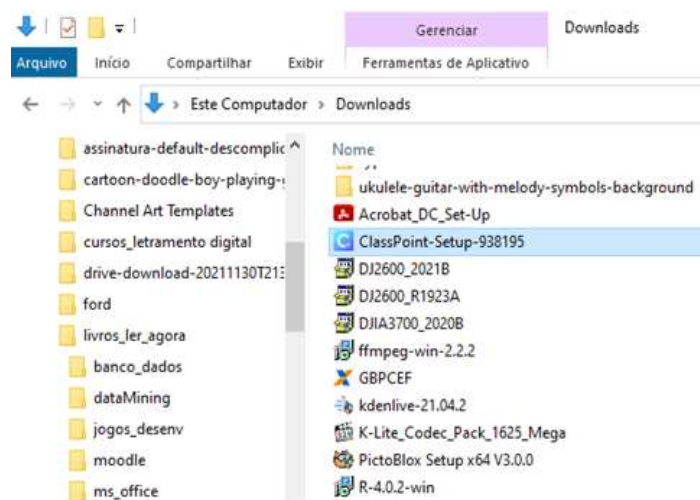 Gerenciar
Downloads
Arquivo
Início
Compartilhar
Exibir
Ferramentas de Aplicativo
Este Computador > Downloads
assinatura-default-descomplic
cartoon-doodle-boy-playing-
Channel Art Templates
cursos_letramento digital
drive-download-20211130T213
ford
livros_ler_agora
banco_dados
dataMining
jogos_desenv
moodle
ms_office
Nome
ukulele-guitar-with-melody-symbols-background
Acrobat_DC_Set-Up
ClassPoint-Setup-938195
DJ2600_2021B
DJ2600_R1923A
DJIA3700_2020B
ffmpeg-win-2.2.2
GBPCEF
kdenlive-21.04.2
K-Lite_Codec_Pack_1625_Mega
PictoBlox Setup x64 V3.0.0
R-4.0.2-win